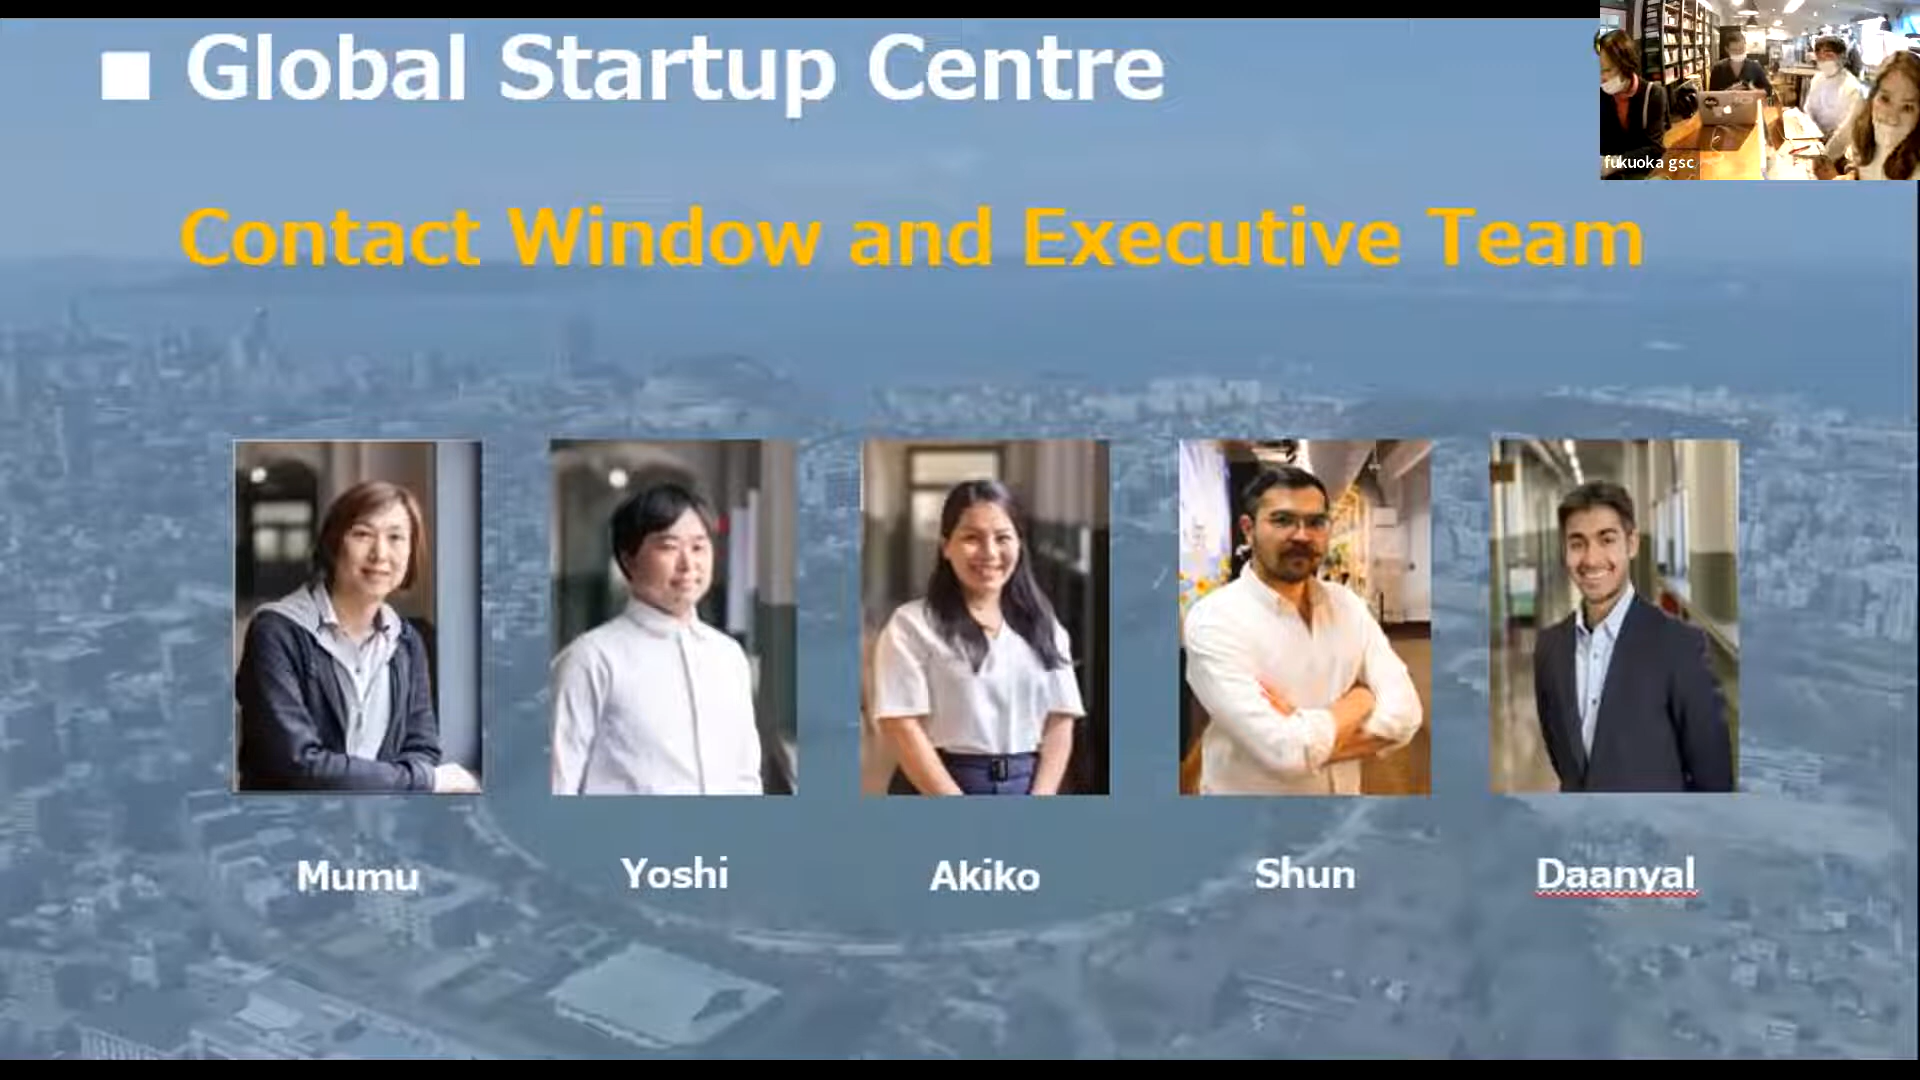 ■ Global Startup Centre
fukuoka gsc
Contact Window and Executive Team
Mumu
Yoshi
Akiko
Shun
Daanyal